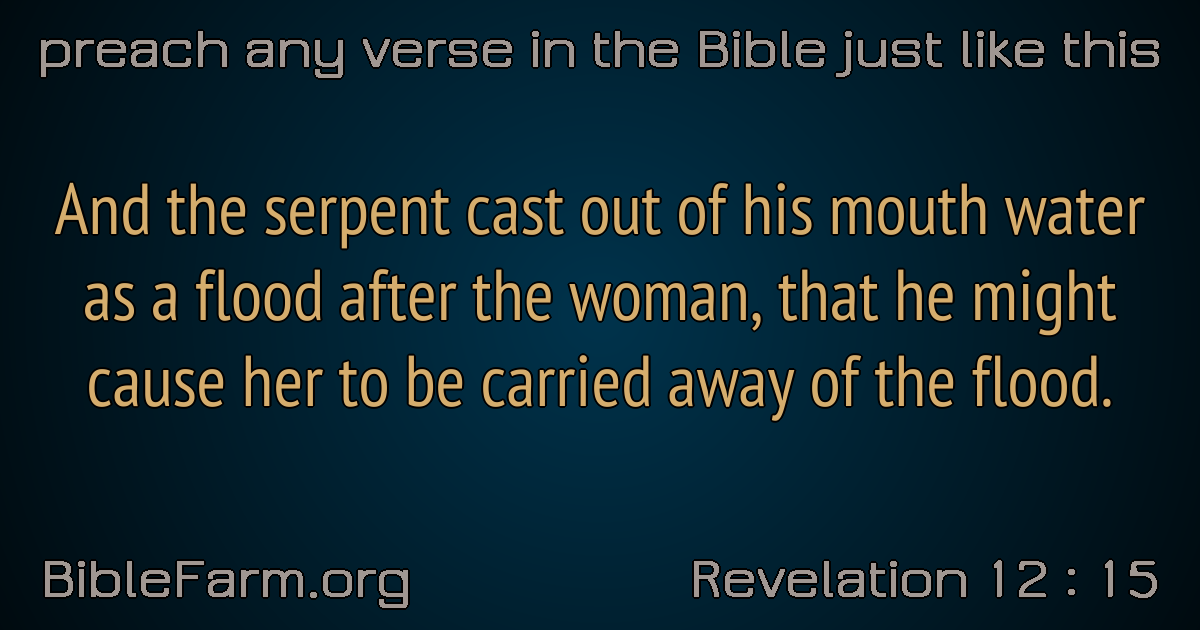 preach any verse in the Bible just like this
And the serpent cast out of his mouth water
as a flood after the woman, that he might
cause her to be carried away of the flood.
BibleFarm.org
Revelation 12 : 15